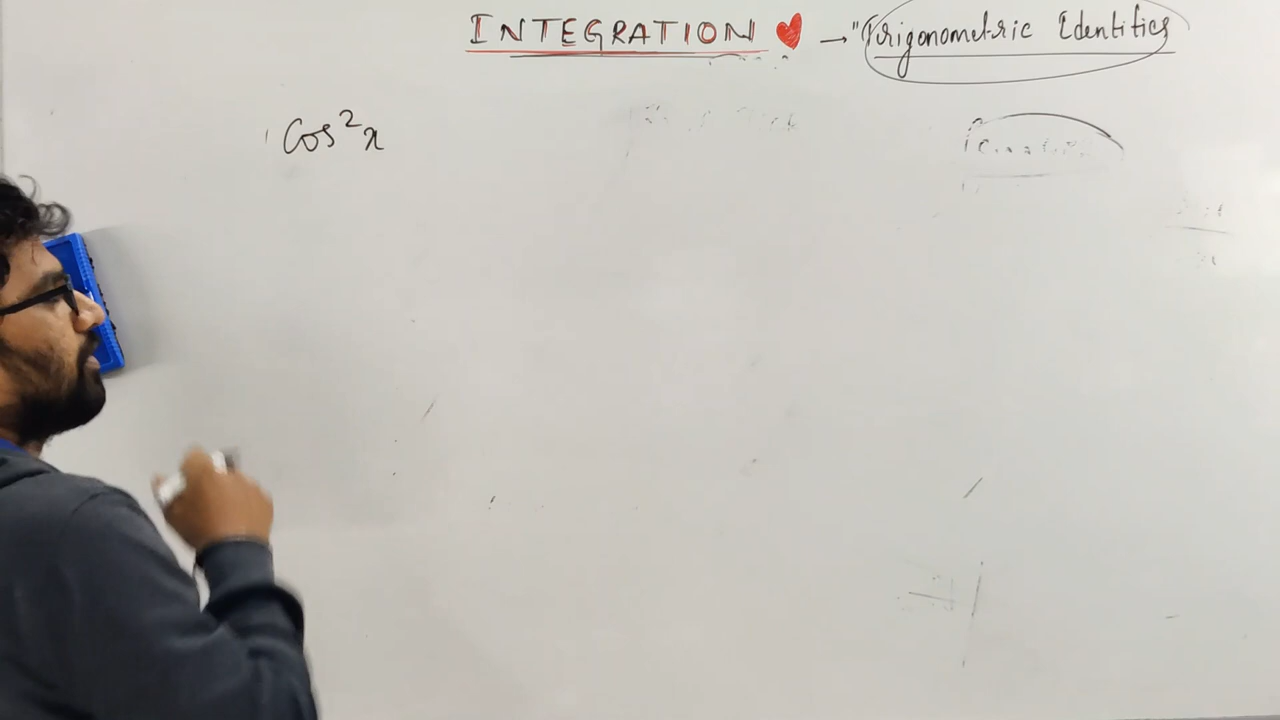 INTEGRATION ❤ → "Trigonometric Identities
Cos²x